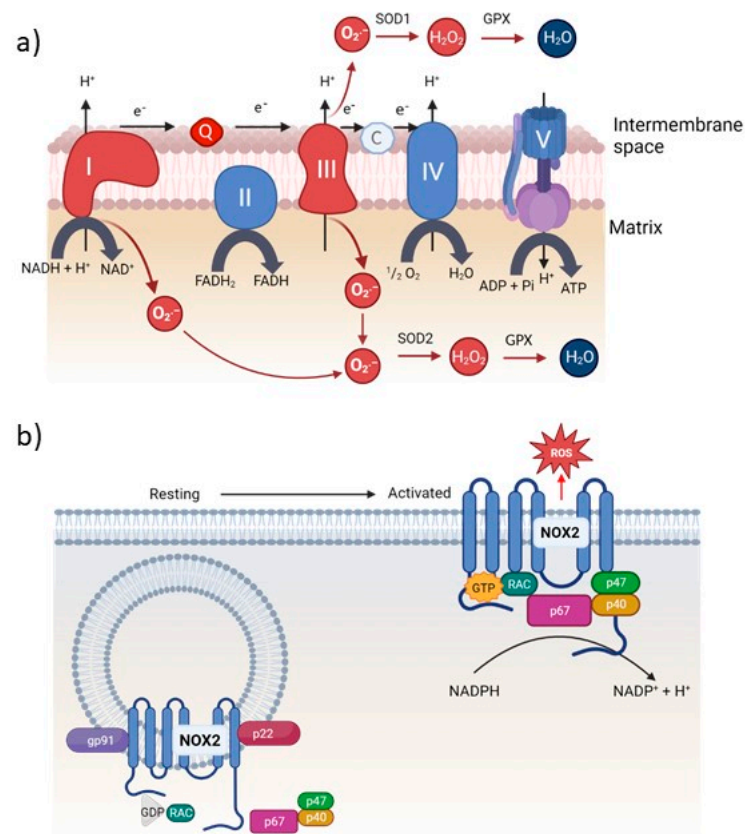 a)
O₂·⁻
SOD1
H₂O₂
GPX
H₂O
H⁺
e⁻
Q
e⁻
H⁺
e⁻
C
e⁻
H⁺
I
II
III
IV
V
Intermembrane
space
Matrix
NADH + H⁺
NAD⁺
FADH₂
FADH
½ O₂
H₂O
ADP + Pi
H⁺
ATP
O₂·⁻
O₂·⁻
O₂·⁻
SOD2
H₂O₂
GPX
H₂O
b)
ROS
Resting
Activated
NOX2
GTP
RAC
p67
p47
p40
NADPH
NADP⁺ + H⁺
gp91
NOX2
p22
GDP
RAC
p67
p47
p40